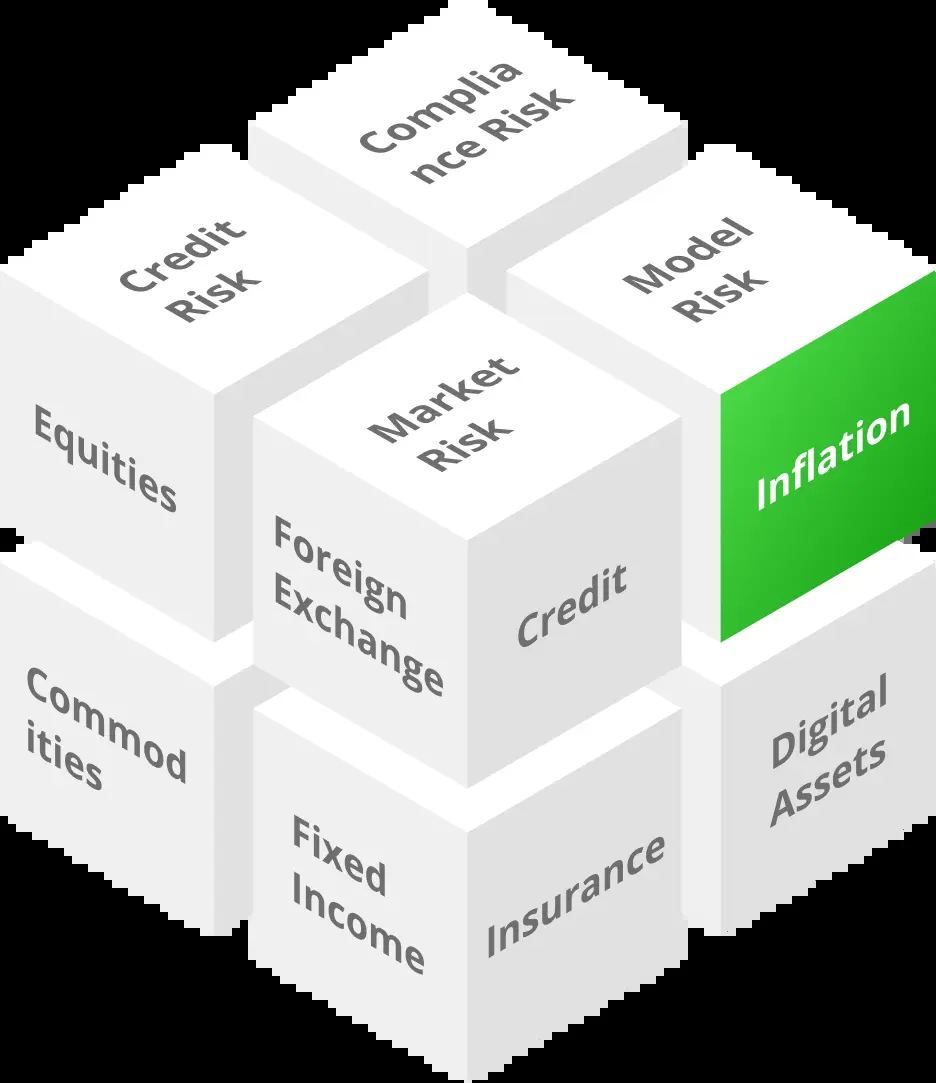 Complia
nce Risk
Credit
Risk
Model
Risk
Market
Risk
Equities
Foreign
Exchange
Credit
Inflation
Commod
ities
Fixed
Income
Insurance
Digital
Assets